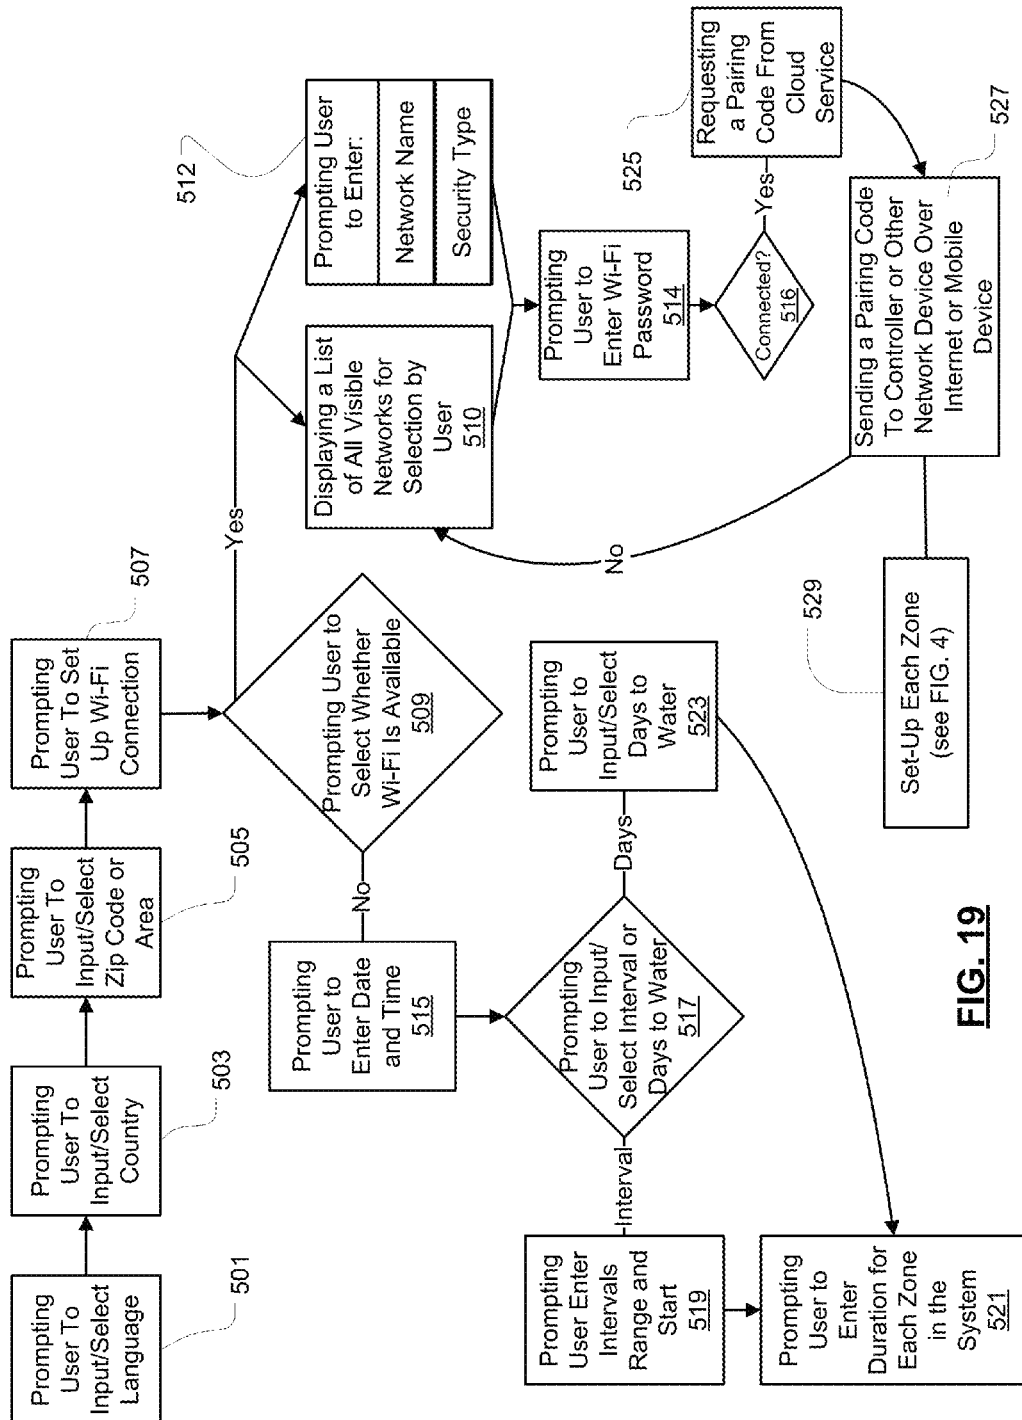 Prompting
User To
Input/Select
Language
501
Prompting
User To
Input/Select
Country
503
Prompting
User To
Input/Select
Zip Code or
Area
505
Prompting
User To Set
Up Wi-Fi
Connection
507
Prompting User to
Select Whether
Wi-Fi Is Available
509
Yes
No
Displaying a List
of All Visible
Networks for
Selection by
User
510
Prompting User
to Enter:
Network Name
Security Type
512
Prompting
User to
Enter Wi-Fi
Password
514
Connected?
516
Yes
Requesting
a Pairing
Code From
Cloud
Service
525
Sending a Pairing Code
To Controller or Other
Network Device Over
Internet or Mobile
Device
527
No
Set-Up Each Zone
(see FIG. 4)
529
Prompting
User to
Enter Date
and Time
515
Prompting
User to Input/
Select Interval or
Days to Water
517
Interval
Days
Prompting
User Enter
Intervals
Range and
Start
519
Prompting
User to
Input/Select
Days to
Water
523
Prompting
User to
Enter
Duration for
Each Zone
in the
System
521
FIG. 19